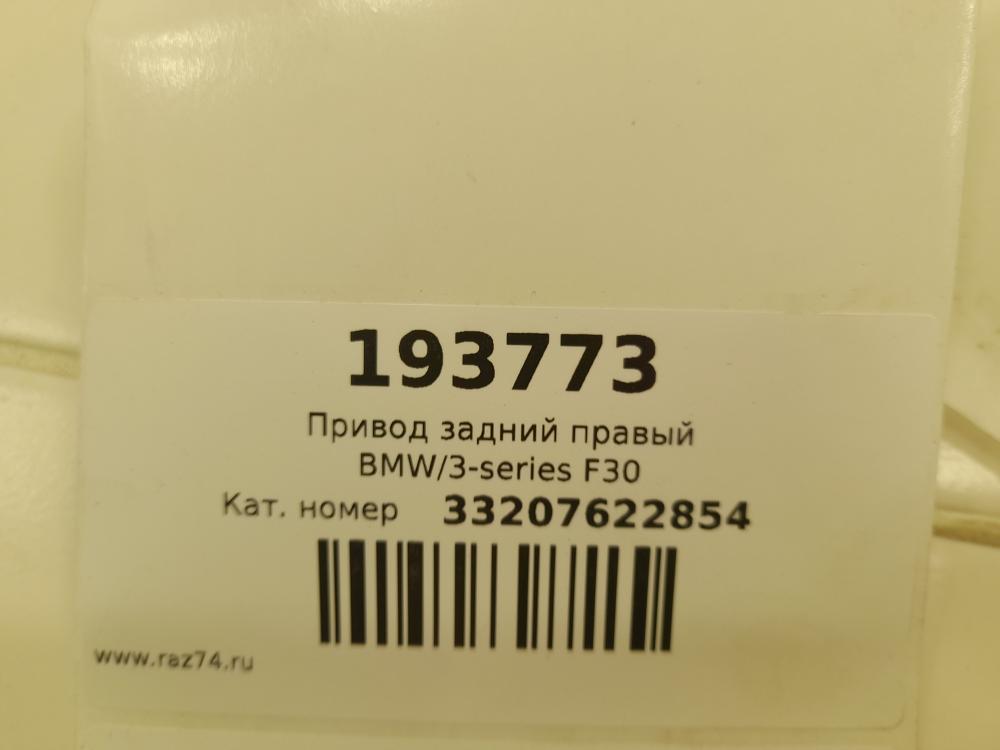 193773
Привод задний правый
BMW/3-series F30
Кат. номер 33207622854
www.raz74.ru